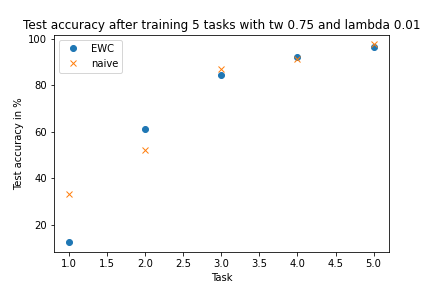 Test accuracy after training 5 tasks with tw 0.75 and lambda 0.01
EWC
naive
Test accuracy in %
100
80
60
40
20
1.0 1.5 2.0 2.5 3.0 3.5 4.0 4.5 5.0
Task